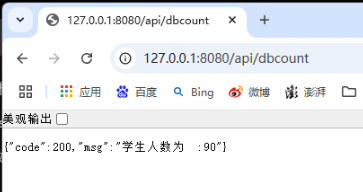 127.0.0.1:8080/api/dbcount
127.0.0.1:8080/api/dbcount
应用 百度 Bing 微博 澎湃
美观输出
{"code":200,"msg":"学生人数为  :90"}